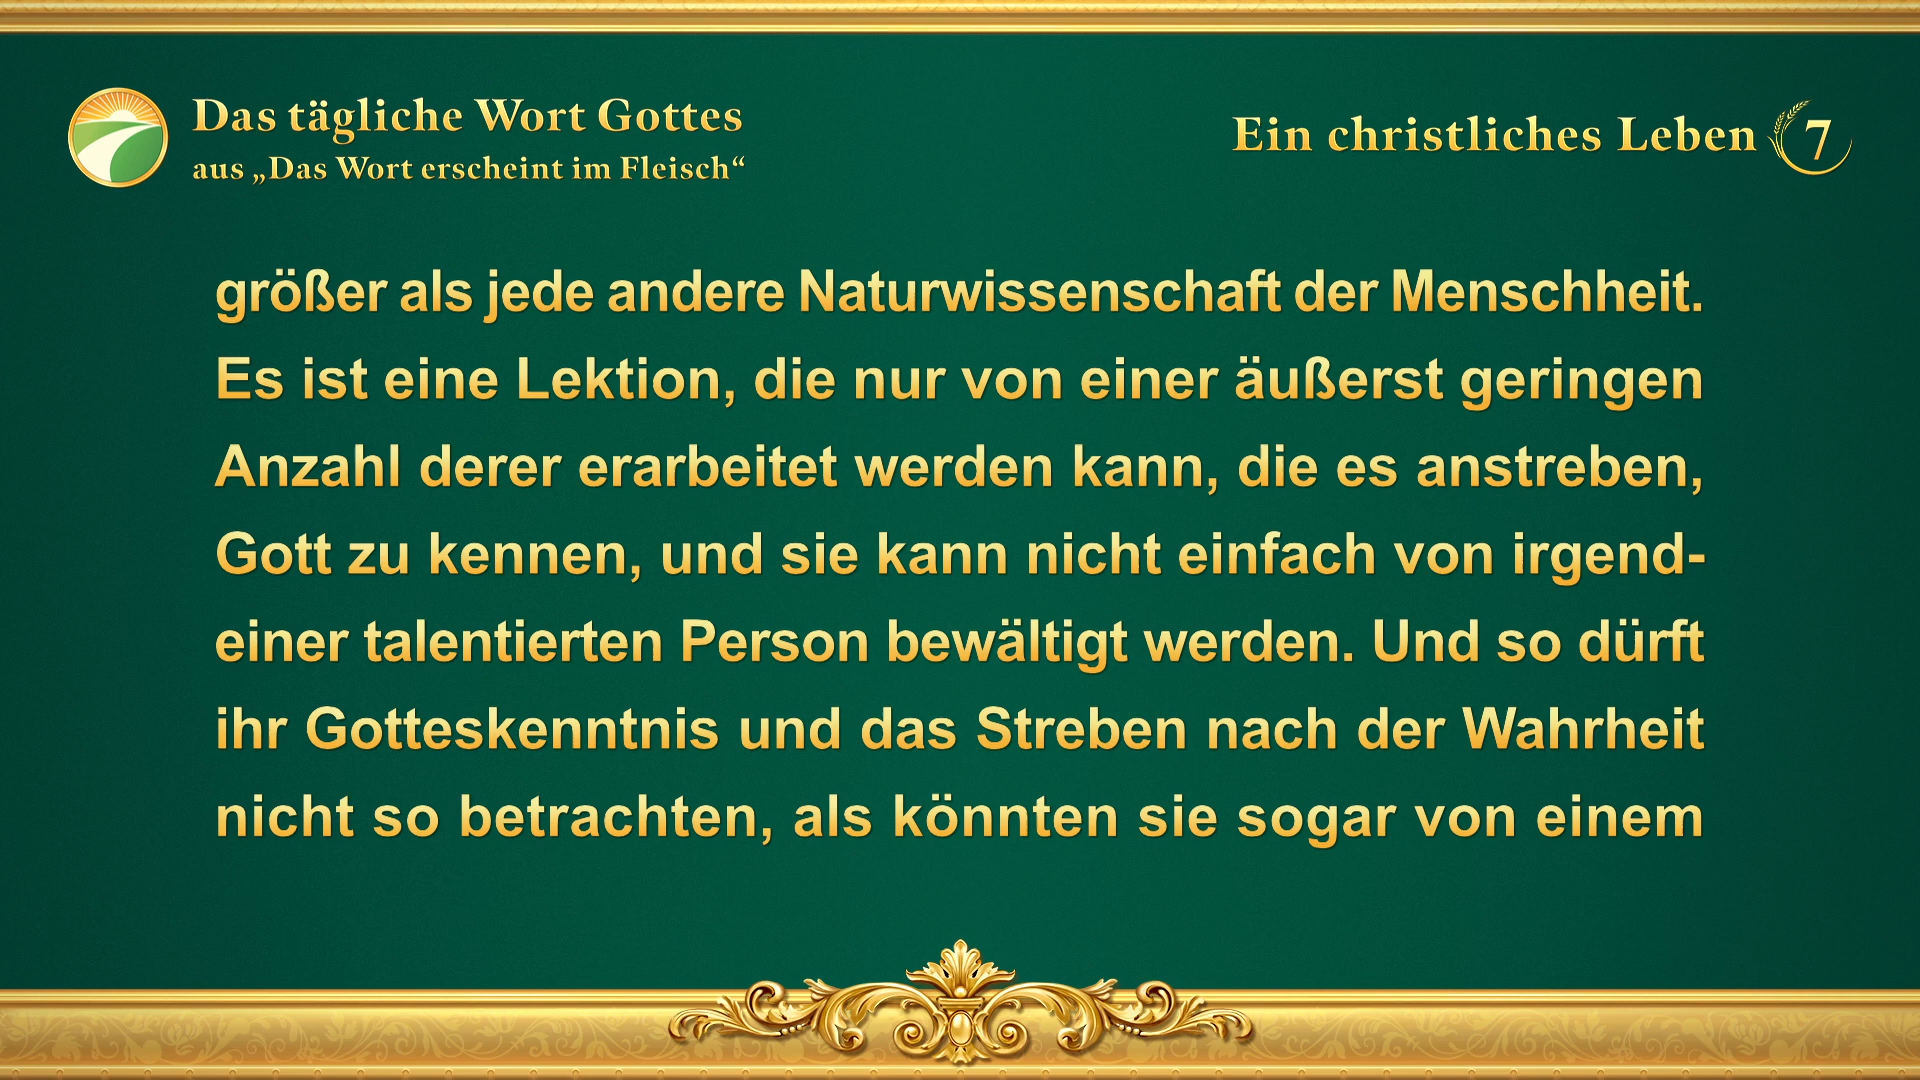 Das tägliche Wort Gottes
aus „Das Wort erscheint im Fleisch“
Ein christliches Leben 7
größer als jede andere Naturwissenschaft der Menschheit.
Es ist eine Lektion, die nur von einer äußerst geringen
Anzahl derer erarbeitet werden kann, die es anstreben,
Gott zu kennen, und sie kann nicht einfach von irgend-
einer talentierten Person bewältigt werden. Und so dürft
ihr Gotteskenntnis und das Streben nach der Wahrheit
nicht so betrachten, als könnten sie sogar von einem